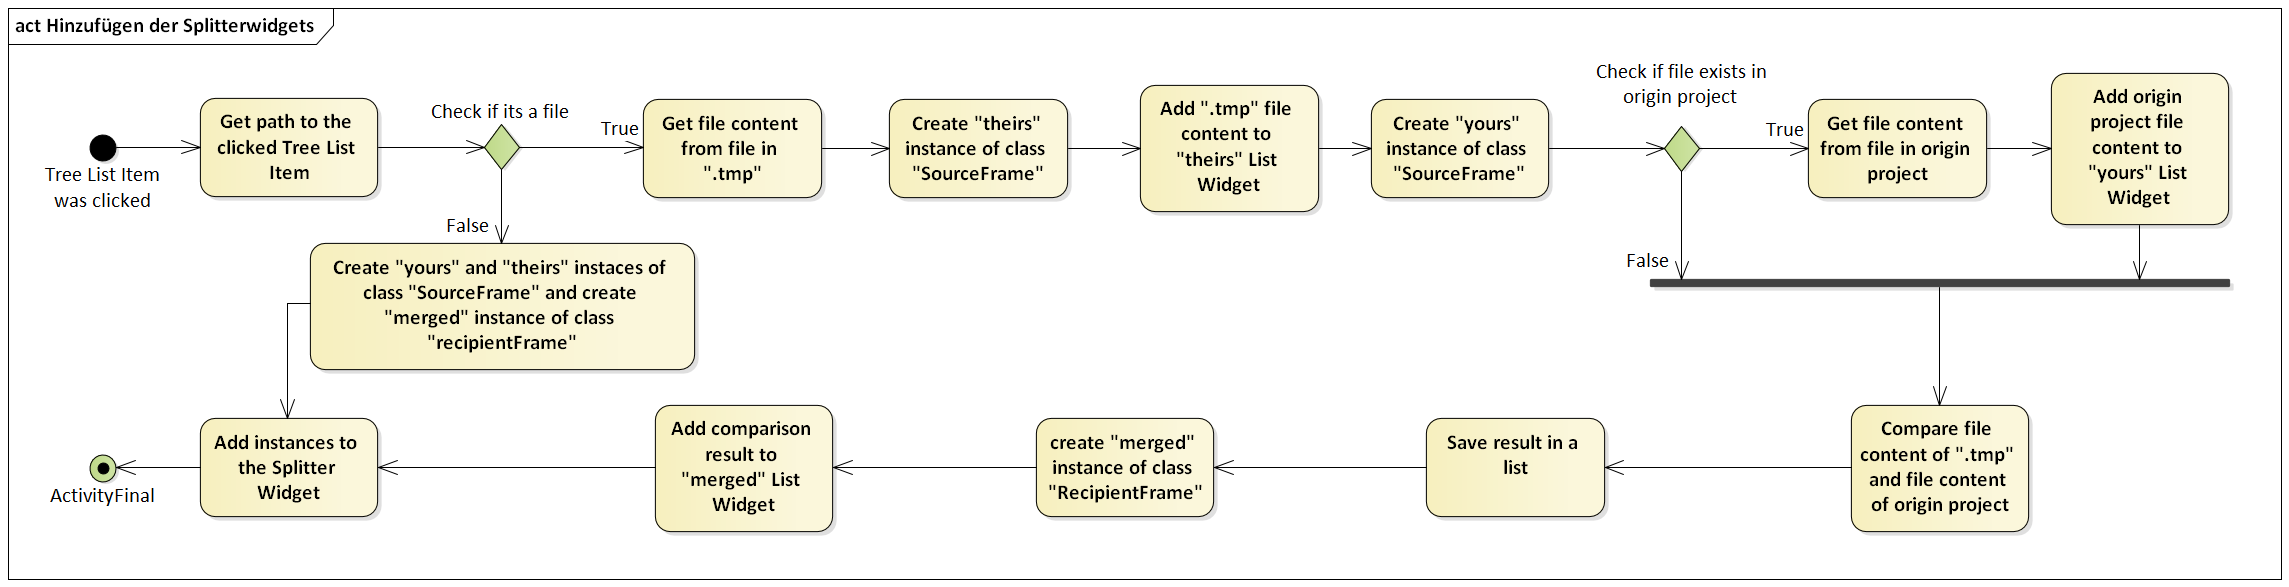 act Hinzufügen der Splitterwidgets
Tree List Item
was clicked
Get path to the
clicked Tree List
Item
Check if its a file
True
False
Get file content
from file in
".tmp"
Create "theirs"
instance of class
"SourceFrame"
Add ".tmp" file
content to
"theirs" List
Widget
Create "yours"
instance of class
"SourceFrame"
Check if file exists in
origin project
True
False
Get file content
from file in origin
project
Add origin
project file
content to
"yours" List
Widget
Create "yours" and "theirs" instaces of
class "SourceFrame" and create
"merged" instance of class
"recipientFrame"
Compare file
content of ".tmp"
and file content
of origin project
Save result in a
list
create "merged"
instance of class
"RecipientFrame"
Add comparison
result to
"merged" List
Widget
Add instances to
the Splitter
Widget
ActivityFinal